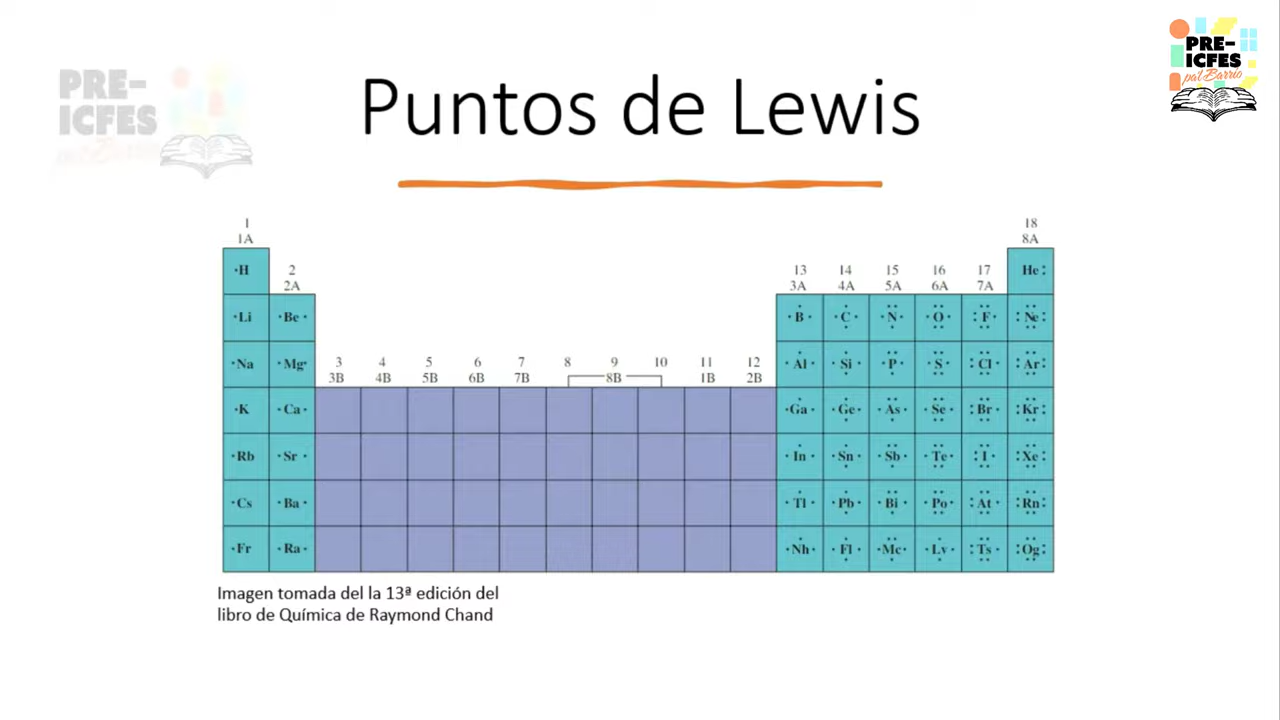 PRE-
ICFES
pa'l Barrio
PRE-
ICFES
pa'l Barrio
Puntos de Lewis
1 18
1A 8A
·H 2 13 14 15 16 17 He:
2A 3A 4A 5A 6A 7A
·Li ·Be· ·B· ·C· ·N· ·O· :F· :Ne:
·Na ·Mg· 3 4 5 6 7 8 9 10 11 12 ·Al· ·Si· ·P· ·S· :Cl· :Ar:
3B 4B 5B 6B 7B 8B 1B 2B
·K ·Ca· ·Ga· ·Ge· ·As· ·Se· :Br· :Kr:
·Rb ·Sr· ·In· ·Sn· ·Sb· ·Te· :I· :Xe:
·Cs ·Ba· ·Tl· ·Pb· ·Bi· ·Po· :At· :Rn:
·Fr ·Ra· ·Nh· ·Fl· ·Mc· ·Lv· :Ts· :Og:
Imagen tomada del la 13ª edición del
libro de Química de Raymond Chand